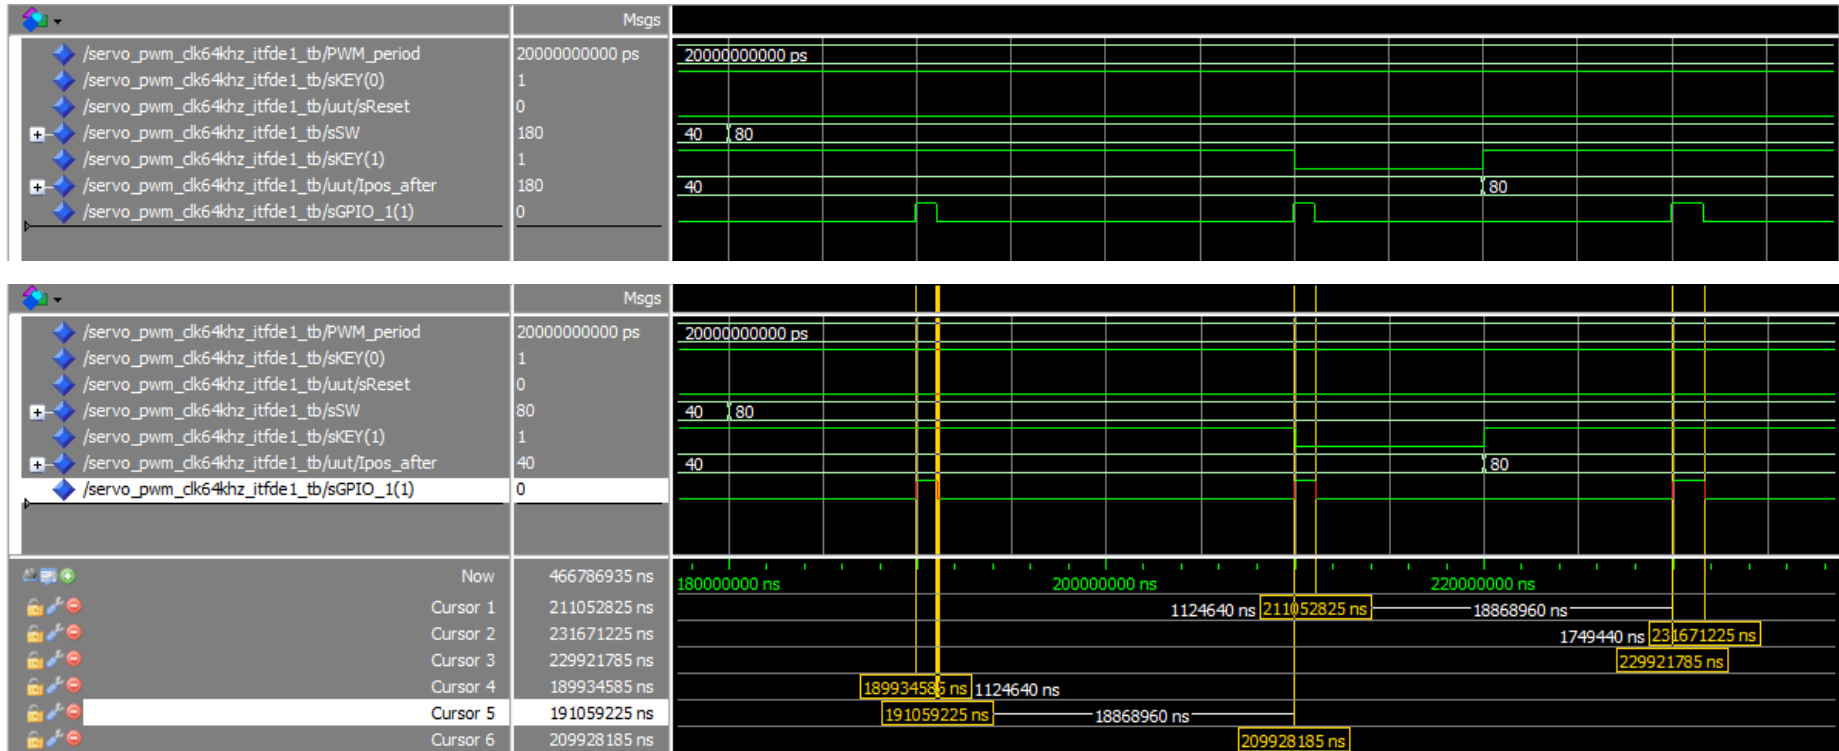 Msgs
/servo_pwm_clk64khz_itfde1_tb/PWM_period 20000000000 ps 20000000000 ps
/servo_pwm_clk64khz_itfde1_tb/sKEY(0) 1
/servo_pwm_clk64khz_itfde1_tb/uut/sReset 0
/servo_pwm_clk64khz_itfde1_tb/sSW 180 40 80
/servo_pwm_clk64khz_itfde1_tb/sKEY(1) 1
/servo_pwm_clk64khz_itfde1_tb/uut/Ipos_after 180 40 80
/servo_pwm_clk64khz_itfde1_tb/sGPIO_1(1) 0
Msgs
/servo_pwm_clk64khz_itfde1_tb/PWM_period 20000000000 ps 20000000000 ps
/servo_pwm_clk64khz_itfde1_tb/sKEY(0) 1
/servo_pwm_clk64khz_itfde1_tb/uut/sReset 0
/servo_pwm_clk64khz_itfde1_tb/sSW 80 40 80
/servo_pwm_clk64khz_itfde1_tb/sKEY(1) 1
/servo_pwm_clk64khz_itfde1_tb/uut/Ipos_after 40 40 80
/servo_pwm_clk64khz_itfde1_tb/sGPIO_1(1) 0
Now 466786935 ns 180000000 ns 200000000 ns 220000000 ns
Cursor 1 211052825 ns 1124640 ns 211052825 ns 18868960 ns
Cursor 2 231671225 ns 1749440 ns 231671225 ns
Cursor 3 229921785 ns 229921785 ns
Cursor 4 189934585 ns 189934585 ns 1124640 ns
Cursor 5 191059225 ns 191059225 ns 18868960 ns
Cursor 6 209928185 ns 209928185 ns